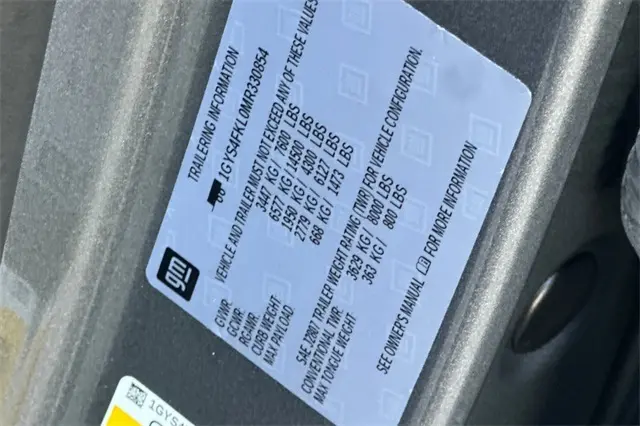 TRAILERING INFORMATION
1GYS4FKL0MR330854
gm
VEHICLE AND TRAILER MUST NOT EXCEED ANY OF THESE VALUES
GVWR: 3447 KG/ 7600 LBS
GCWR: 6577 KG/ 14500 LBS
RGAWR: 1950 KG/ 4300 LBS
CURB WEIGHT: 2779 KG/ 6127 LBS
MAX PAYLOAD: 668 KG/ 1473 LBS
SAE J2807 TRAILER WEIGHT RATING (TWR) FOR VEHICLE CONFIGURATION.
CONVENTIONAL TWR: 3629 KG/ 8000 LBS
MAX TONGUE WEIGHT: 363 KG/ 800 LBS
SEE OWNER'S MANUAL FOR MORE INFORMATION
1GYS4